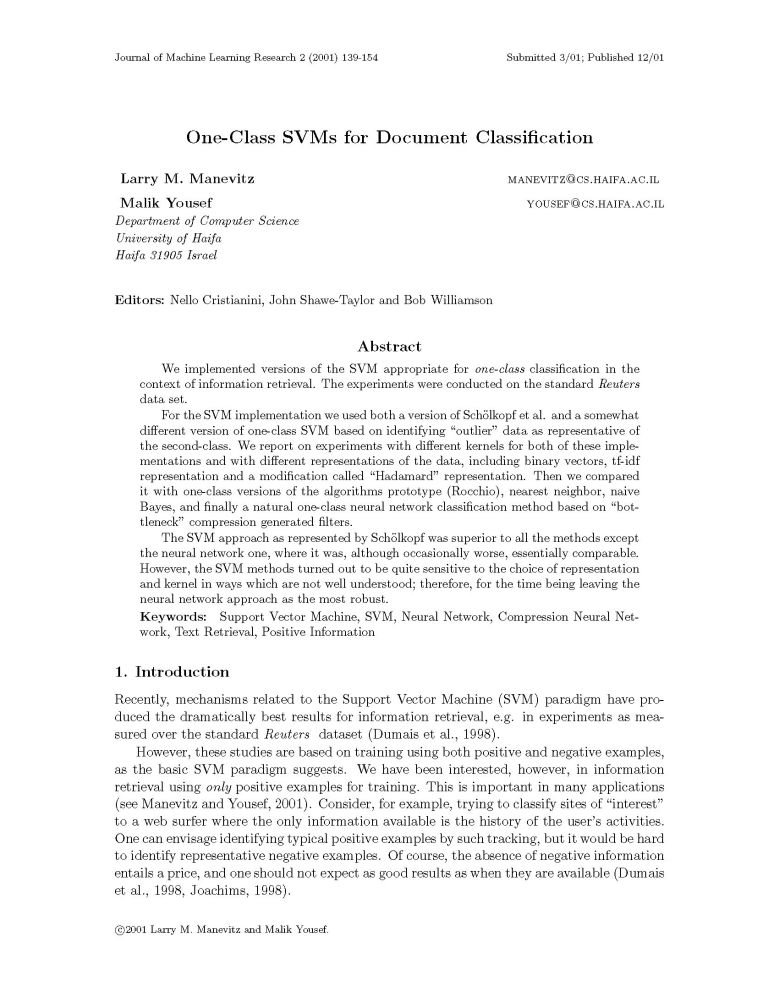 Journal of Machine Learning Research 2 (2001) 139-154 Submitted 3/01; Published 12/01
One-Class SVMs for Document Classification
Larry M. Manevitz MANEVITZ@CS.HAIFA.AC.IL
Malik Yousef YOUSEF@CS.HAIFA.AC.IL
Department of Computer Science
University of Haifa
Haifa 31905 Israel
Editors: Nello Cristianini, John Shawe-Taylor and Bob Williamson
Abstract
We implemented versions of the SVM appropriate for one-class classification in the
context of information retrieval. The experiments were conducted on the standard Reuters
data set.
For the SVM implementation we used both a version of Schölkopf et al. and a somewhat
different version of one-class SVM based on identifying “outlier” data as representative of
the second-class. We report on experiments with different kernels for both of these imple-
mentations and with different representations of the data, including binary vectors, tf-idf
representation and a modification called “Hadamard” representation. Then we compared
it with one-class versions of the algorithms prototype (Rocchio), nearest neighbor, naive
Bayes, and finally a natural one-class neural network classification method based on “bot-
tleneck” compression generated filters.
The SVM approach as represented by Schölkopf was superior to all the methods except
the neural network one, where it was, although occasionally worse, essentially comparable.
However, the SVM methods turned out to be quite sensitive to the choice of representation
and kernel in ways which are not well understood; therefore, for the time being leaving the
neural network approach as the most robust.
Keywords: Support Vector Machine, SVM, Neural Network, Compression Neural Net-
work, Text Retrieval, Positive Information
1. Introduction
Recently, mechanisms related to the Support Vector Machine (SVM) paradigm have pro-
duced the dramatically best results for information retrieval, e.g. in experiments as mea-
sured over the standard Reuters dataset (Dumais et al., 1998).
However, these studies are based on training using both positive and negative examples,
as the basic SVM paradigm suggests. We have been interested, however, in information
retrieval using only positive examples for training. This is important in many applications
(see Manevitz and Yousef, 2001). Consider, for example, trying to classify sites of “interest”
to a web surfer where the only information available is the history of the user's activities.
One can envisage identifying typical positive examples by such tracking, but it would be hard
to identify representative negative examples. Of course, the absence of negative information
entails a price, and one should not expect as good results as when they are available (Dumais
et al., 1998, Joachims, 1998).
©2001 Larry M. Manevitz and Malik Yousef.